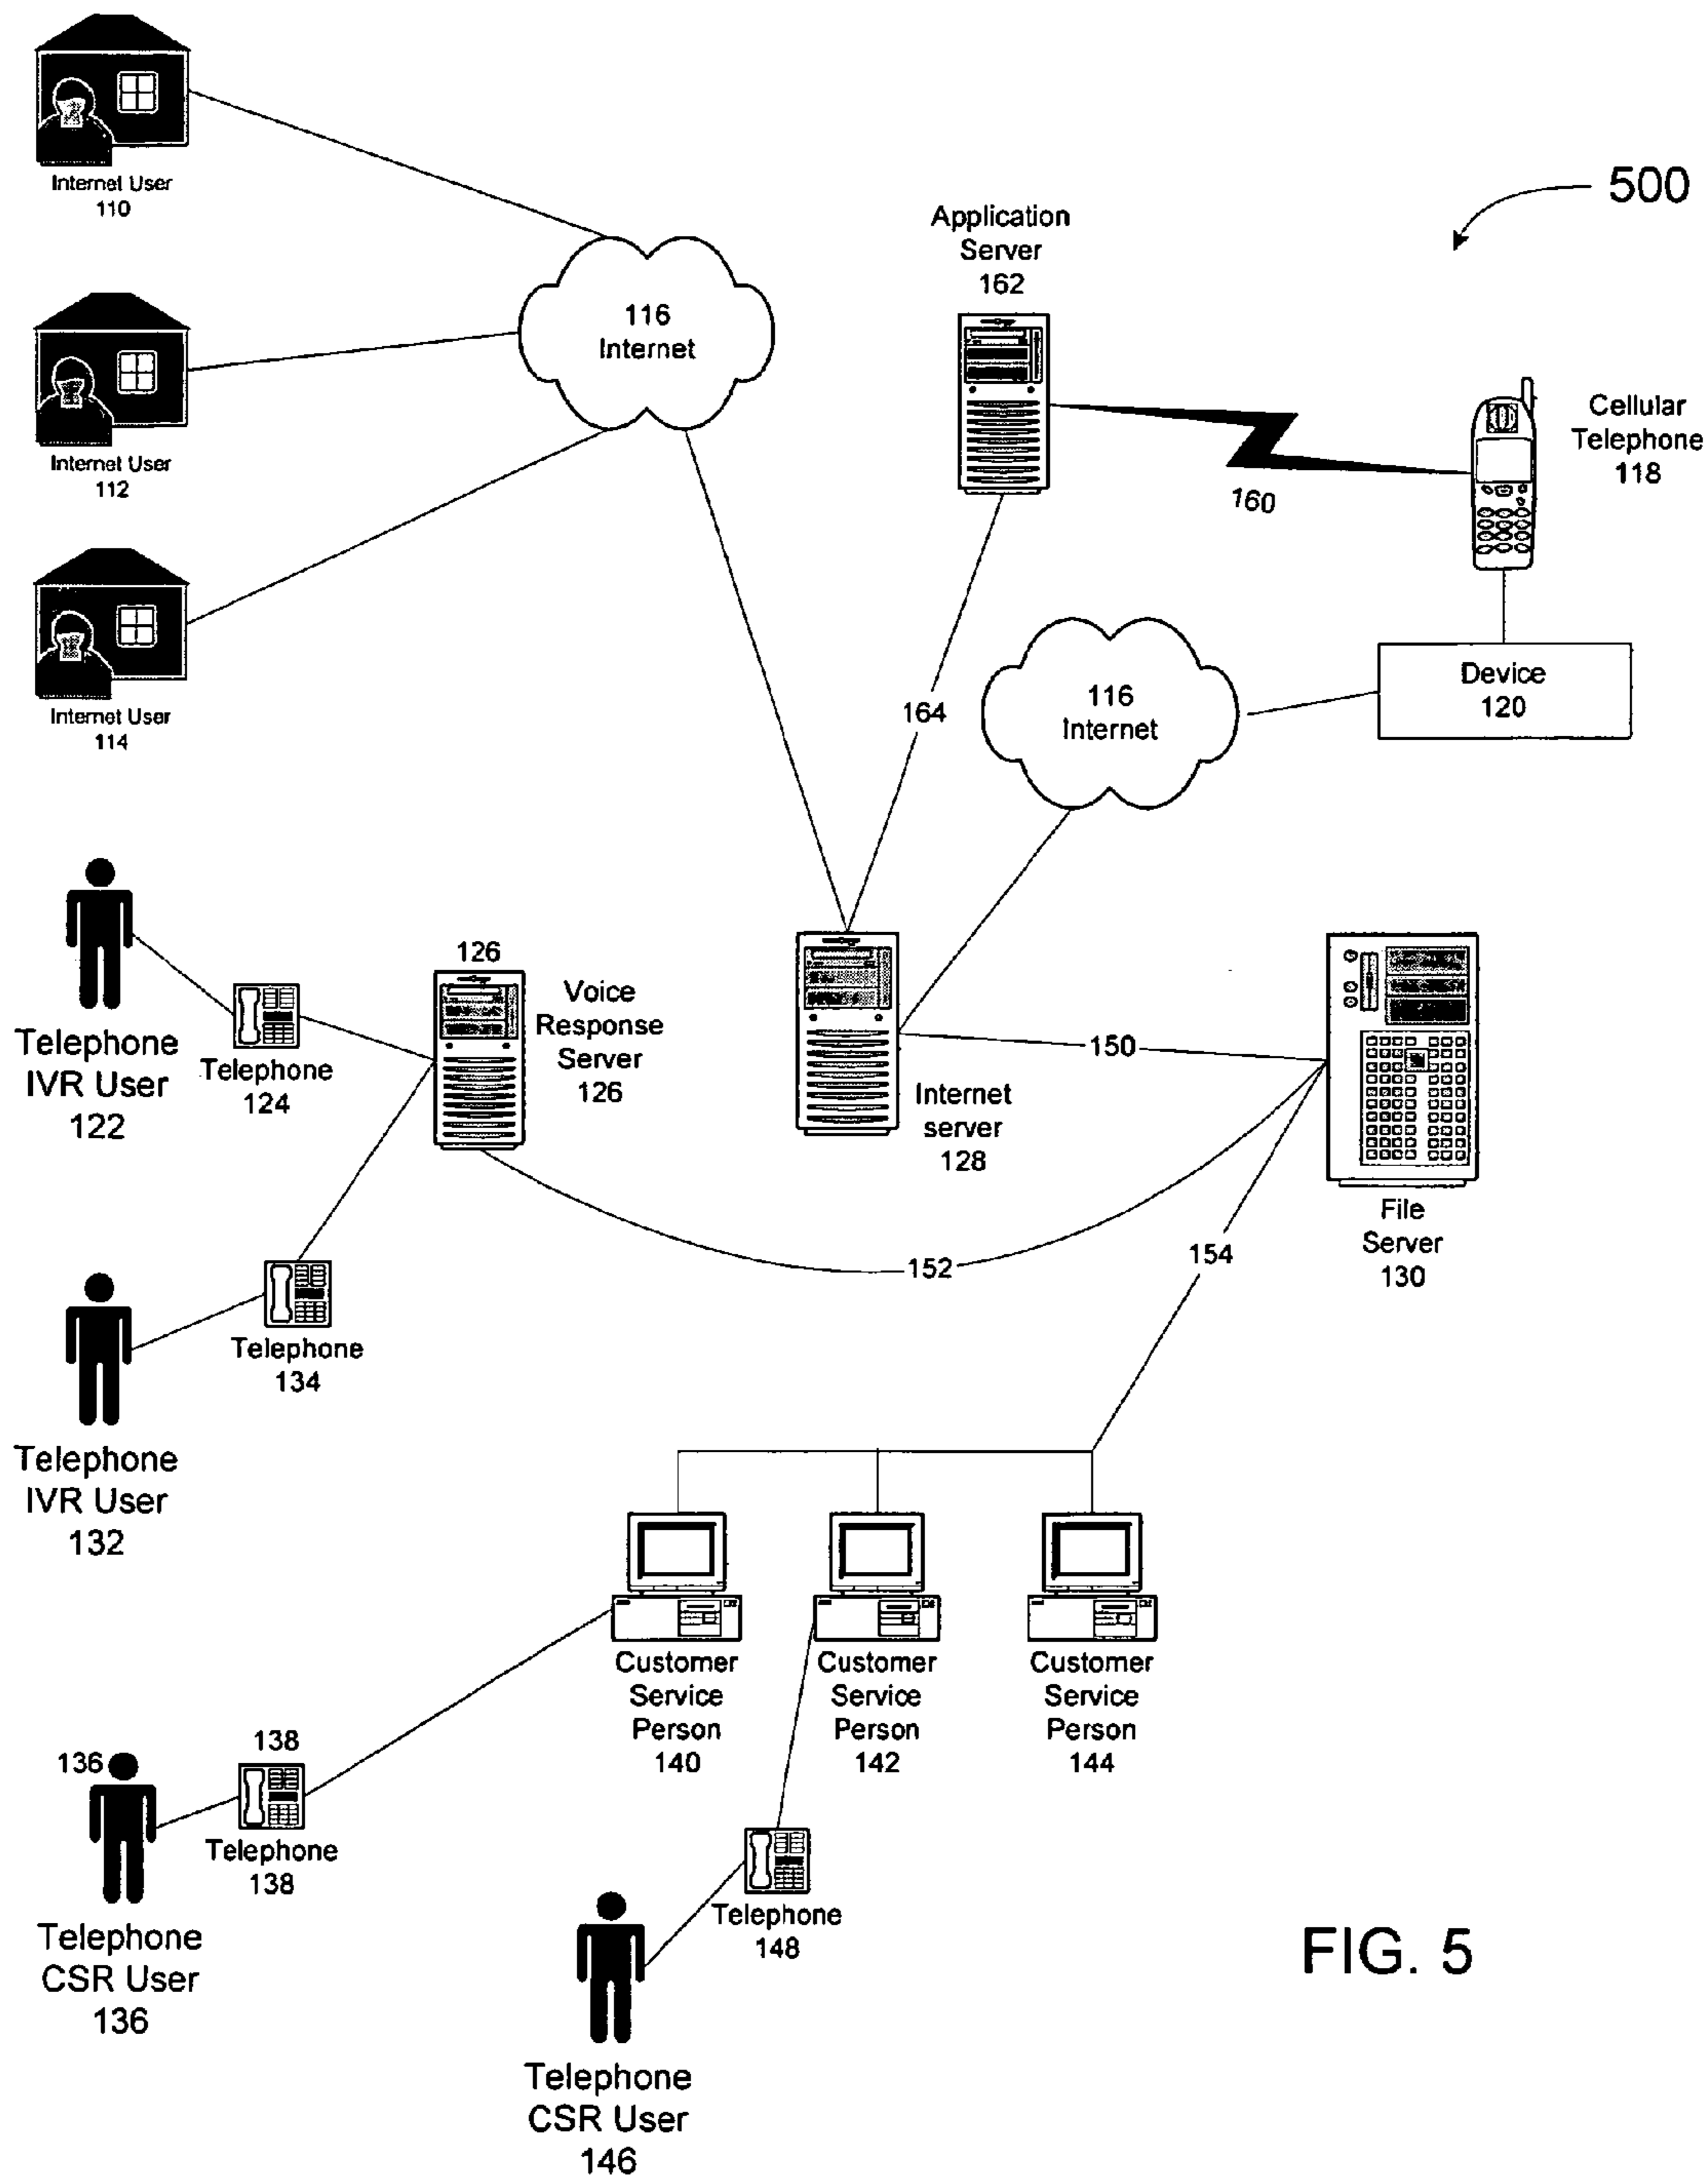 Internet User
110
500
Application
Server
162
116
Internet
Cellular
Telephone
118
Internet User
112
160
Device
120
116
Internet
164
Internet User
114
126
Voice
Response
Server
126
150
Telephone
IVR User
122
Telephone
124
Internet
server
128
File
Server
130
152
154
Telephone
134
Telephone
IVR User
132
Customer
Service
Person
140
Customer
Service
Person
142
Customer
Service
Person
144
136
138
Telephone
138
Telephone
CSR User
136
Telephone
148
FIG. 5
Telephone
CSR User
146